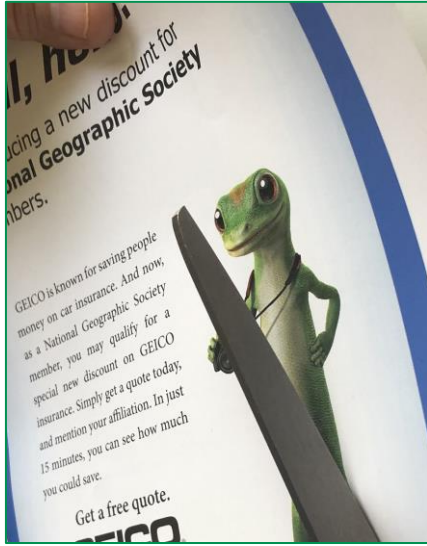 ucing a new discount for
onal Geographic Society
nbers.
GEICO is known for saving people
money on car insurance. And now,
as a National Geographic Society
member, you may qualify for a
special new discount on GEICO
insurance. Simply get a quote today,
and mention your affiliation. In just
15 minutes, you can see how much
you could save.
Get a free quote.
GEICO